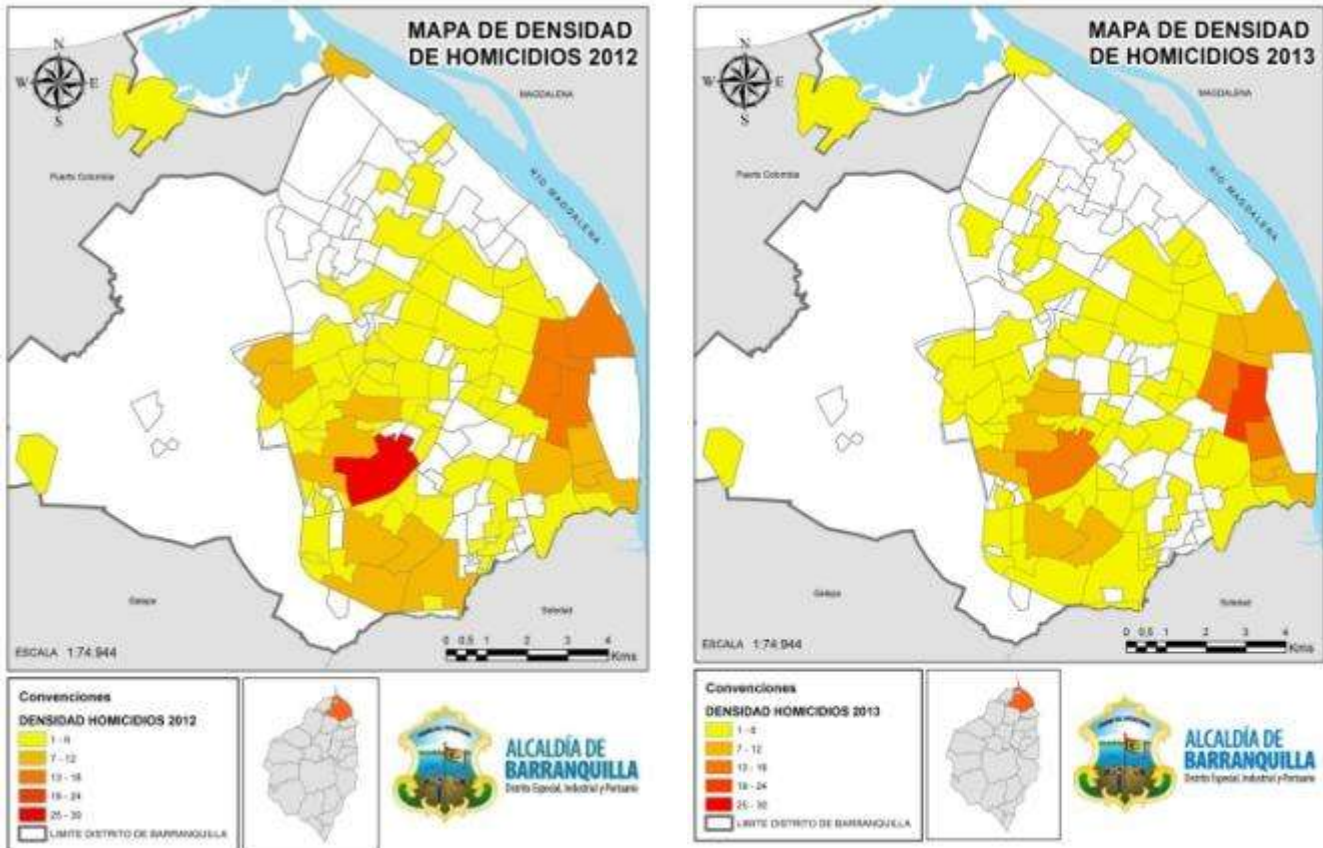 MAPA DE DENSIDAD
DE HOMICIDIOS 2012
N
W
E
S
MAGDALENA
Puerto Colombia
RÍO MAGDALENA
Galapa
Soledad
ESCALA 1:74.944
0 0,5 1 2 3 4
Kms
Convenciones
DENSIDAD HOMICIDIOS 2012
1 - 6
7 - 12
13 - 18
19 - 24
25 - 30
LIMITE DISTRITO DE BARRANQUILLA
ALCALDÍA DE
BARRANQUILLA
Distrito Especial, Industrial y Portuario
MAPA DE DENSIDAD
DE HOMICIDIOS 2013
N
W
E
S
MAGDALENA
Puerto Colombia
RÍO MAGDALENA
Galapa
Soledad
ESCALA 1:74.944
0 0,5 1 2 3 4
Kms
Convenciones
DENSIDAD HOMICIDIOS 2013
1 - 6
7 - 12
13 - 18
19 - 24
25 - 30
LIMITE DISTRITO DE BARRANQUILLA
ALCALDÍA DE
BARRANQUILLA
Distrito Especial, Industrial y Portuario